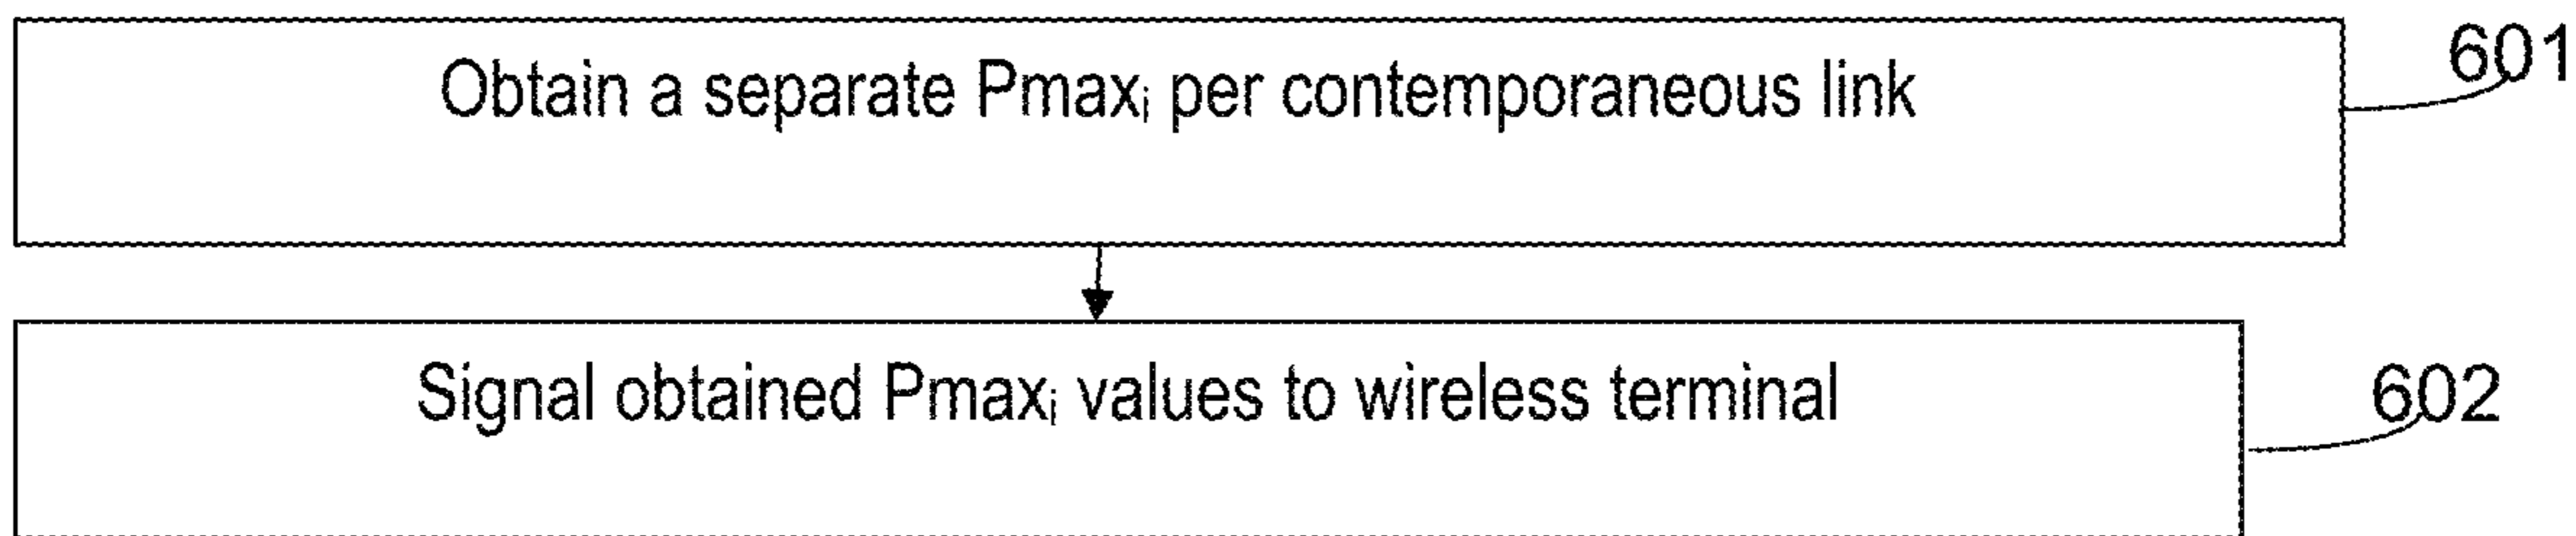 Obtain a separate Pmaxᵢ per contemporaneous link
601
Signal obtained Pmaxᵢ values to wireless terminal
602